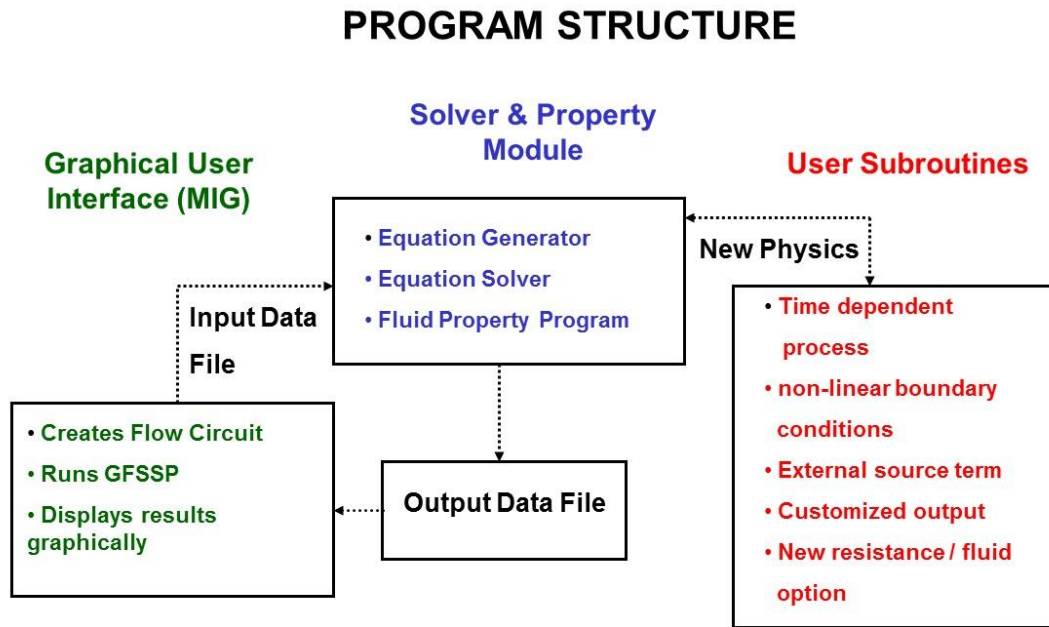 PROGRAM STRUCTURE
Solver & Property
Module
Graphical User
Interface (MIG)
User Subroutines
• Equation Generator
• Equation Solver
• Fluid Property Program
New Physics
Input Data
File
• Time dependent
process
• non-linear boundary
conditions
• External source term
• Customized output
• New resistance / fluid
option
• Creates Flow Circuit
• Runs GFSSP
• Displays results
graphically
Output Data File